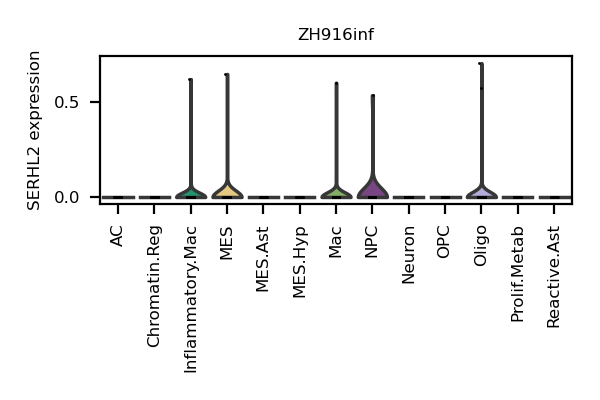 ZH916inf
SERHL2 expression
0.5
0.0
AC
Chromatin.Reg
Inflammatory.Mac
MES
MES.Ast
MES.Hyp
Mac
NPC
Neuron
OPC
Oligo
Prolif.Metab
Reactive.Ast